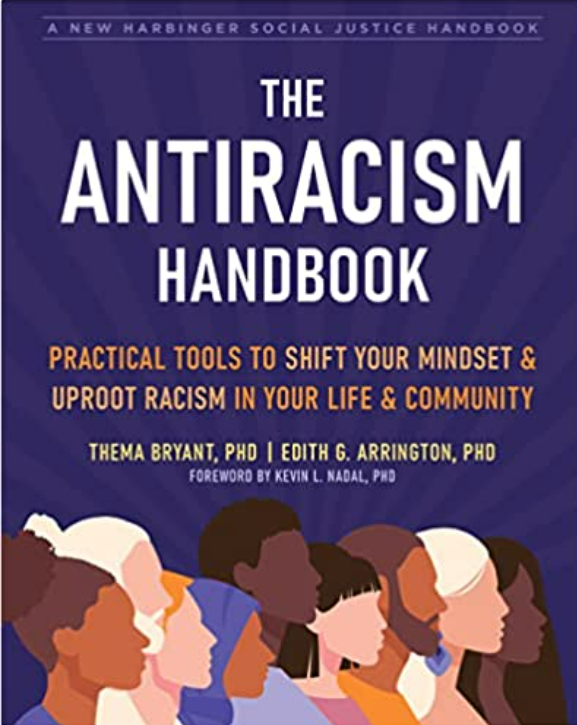 A NEW HARBINGER SOCIAL JUSTICE HANDBOOK
THE
ANTIRACISM
HANDBOOK
PRACTICAL TOOLS TO SHIFT YOUR MINDSET &
UPROOT RACISM IN YOUR LIFE & COMMUNITY
THEMA BRYANT, PHD | EDITH G. ARRINGTON, PHD
FOREWORD BY KEVIN L. NADAL, PHD